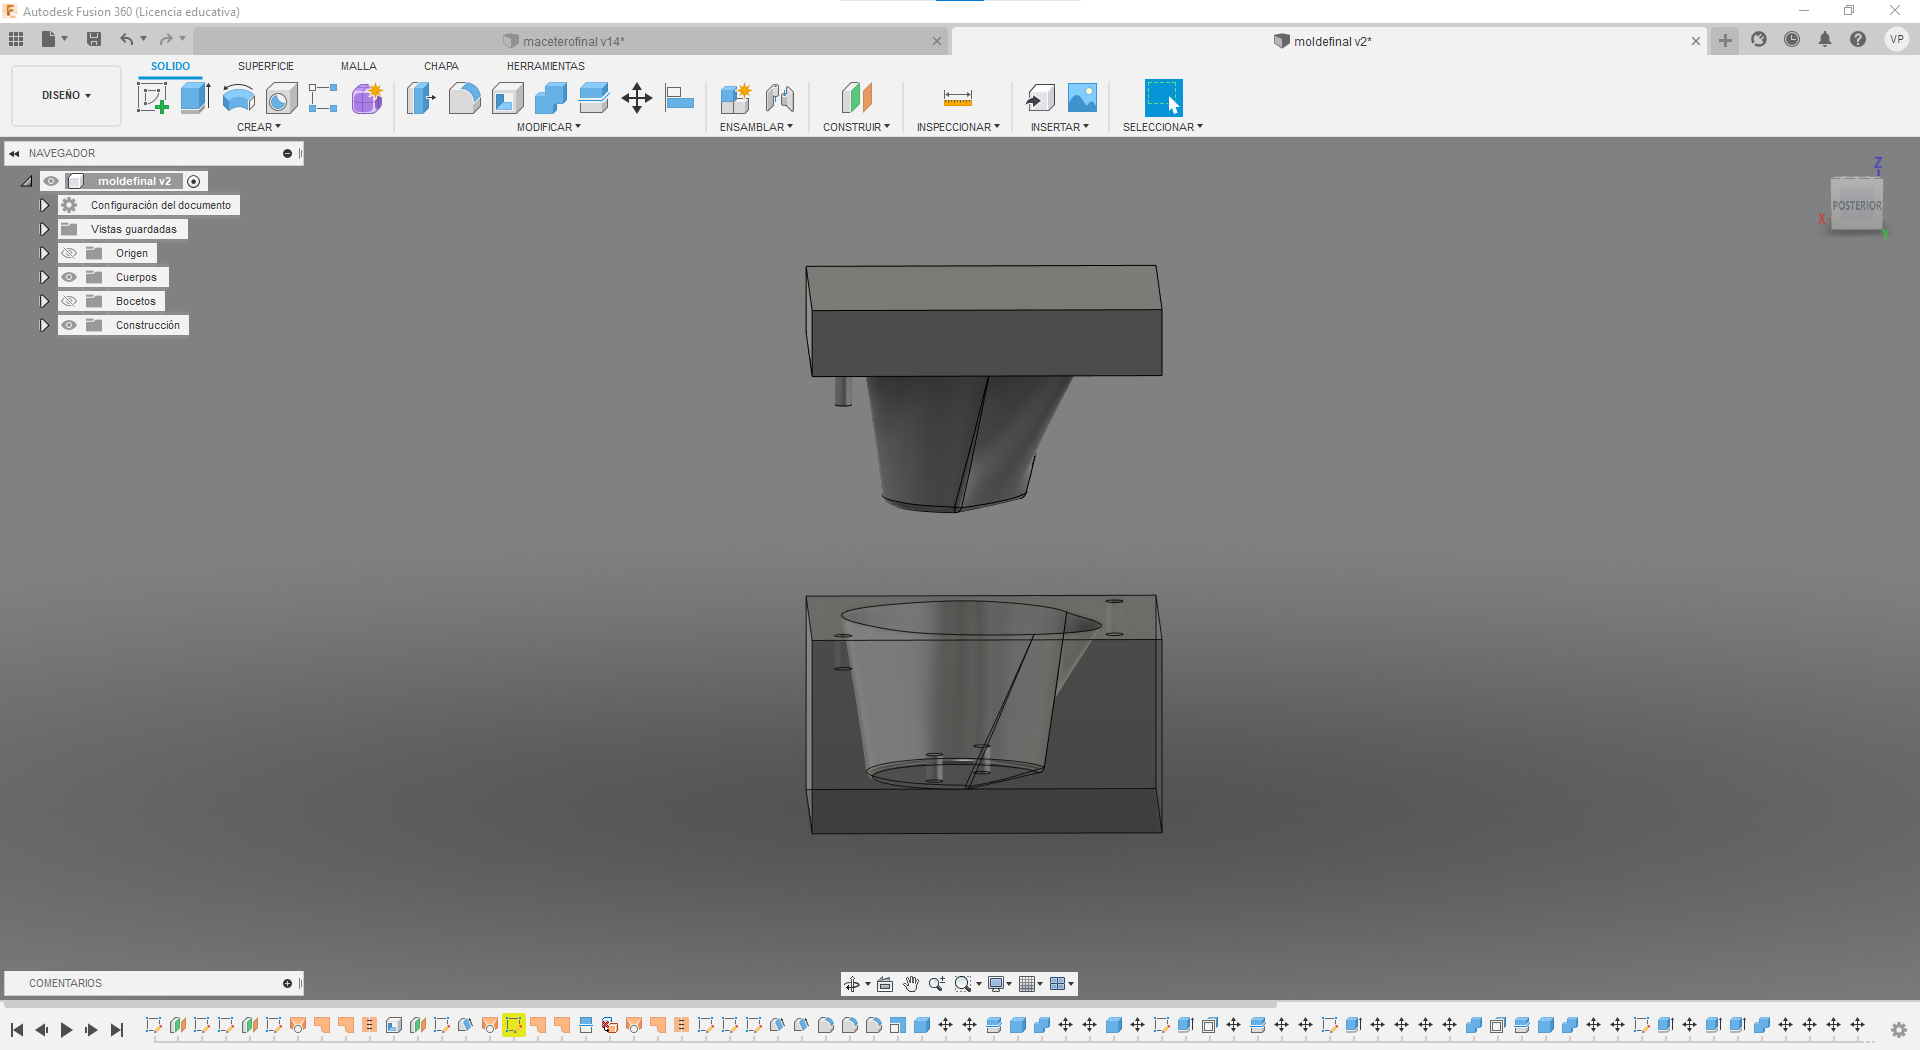 Autodesk Fusion 360 (Licencia educativa)
maceterofinal v14*
moldefinal v2*
VP
DISEÑO
SOLIDO
SUPERFICIE
MALLA
CHAPA
HERRAMIENTAS
CREAR
MODIFICAR
ENSAMBLAR
CONSTRUIR
INSPECCIONAR
INSERTAR
SELECCIONAR
NAVEGADOR
moldefinal v2
Configuración del documento
Vistas guardadas
Origen
Cuerpos
Bocetos
Construcción
Z
POSTERIOR
X
Y
COMENTARIOS